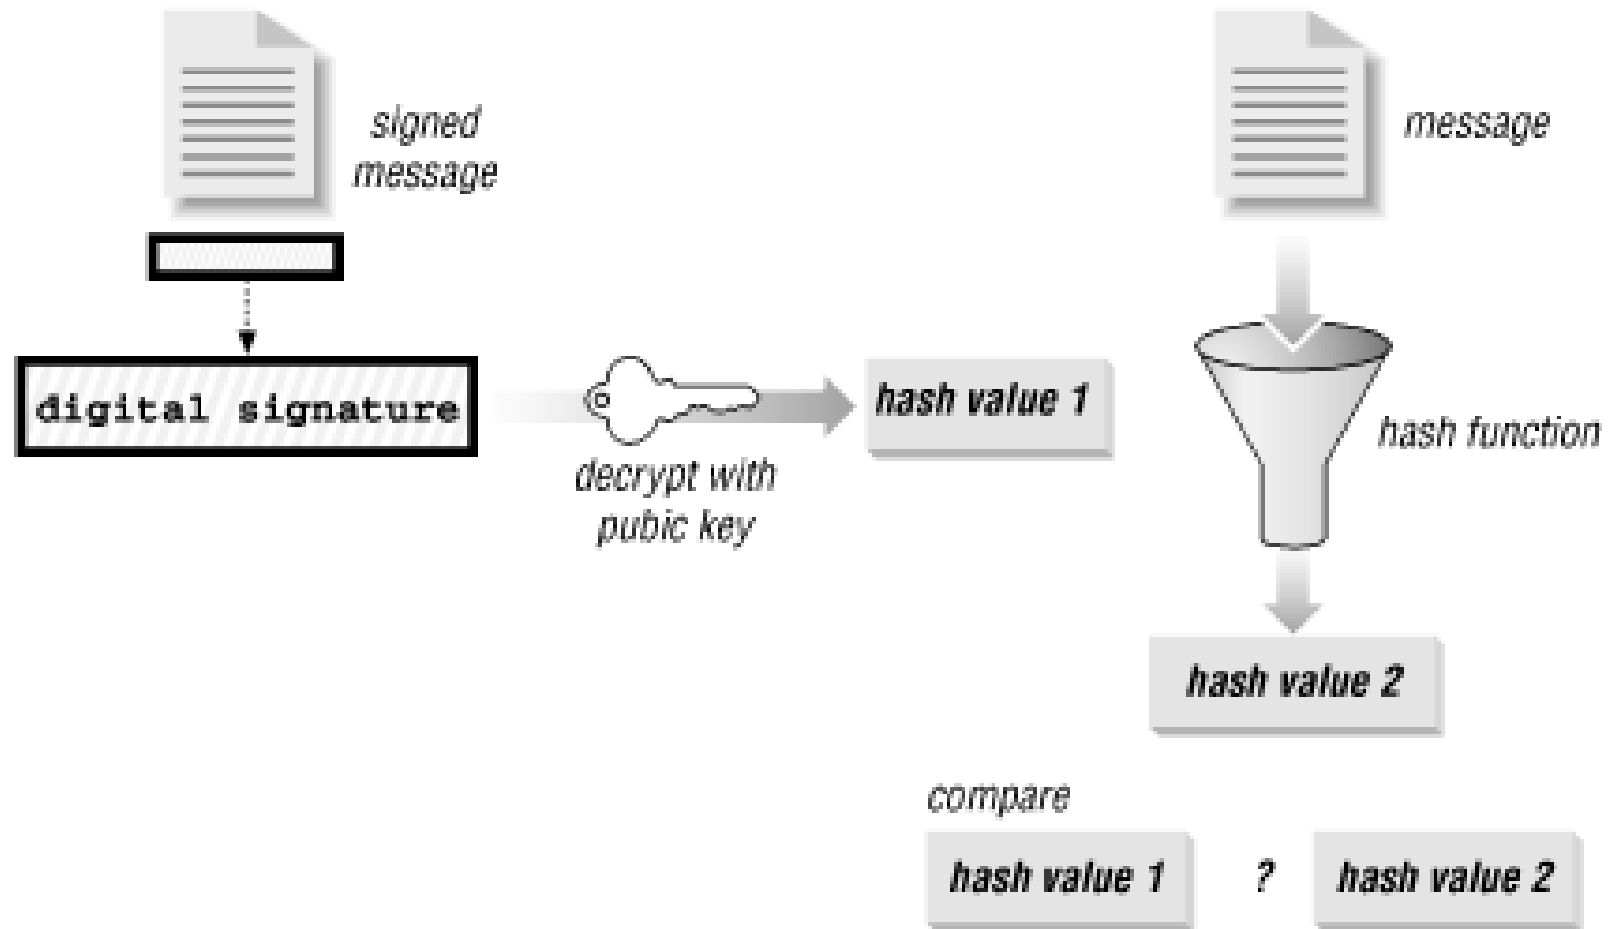 signed
message
message
digital signature
decrypt with
pubic key
hash value 1
hash function
hash value 2
compare
hash value 1 ? hash value 2